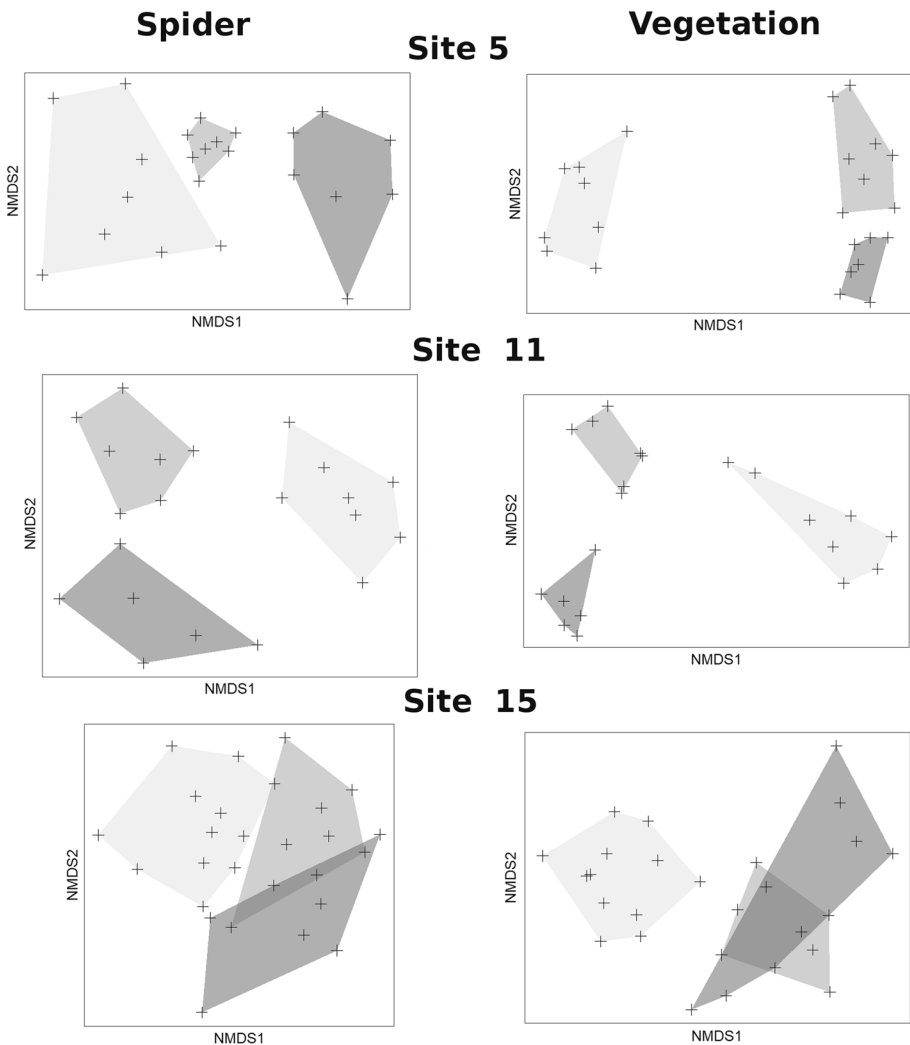 Spider
Vegetation
Site 5
NMDS2
NMDS2
NMDS1
NMDS1
Site 11
NMDS2
NMDS2
NMDS1
NMDS1
Site 15
NMDS2
NMDS2
NMDS1
NMDS1